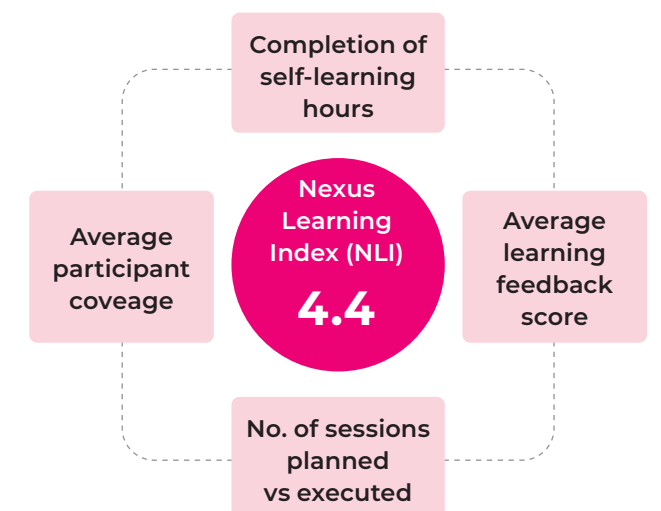 Completion of
self-learning
hours
Nexus
Learning
Index (NLI)
4.4
Average
participant
coveage
Average
learning
feedback
score
No. of sessions
planned
vs executed